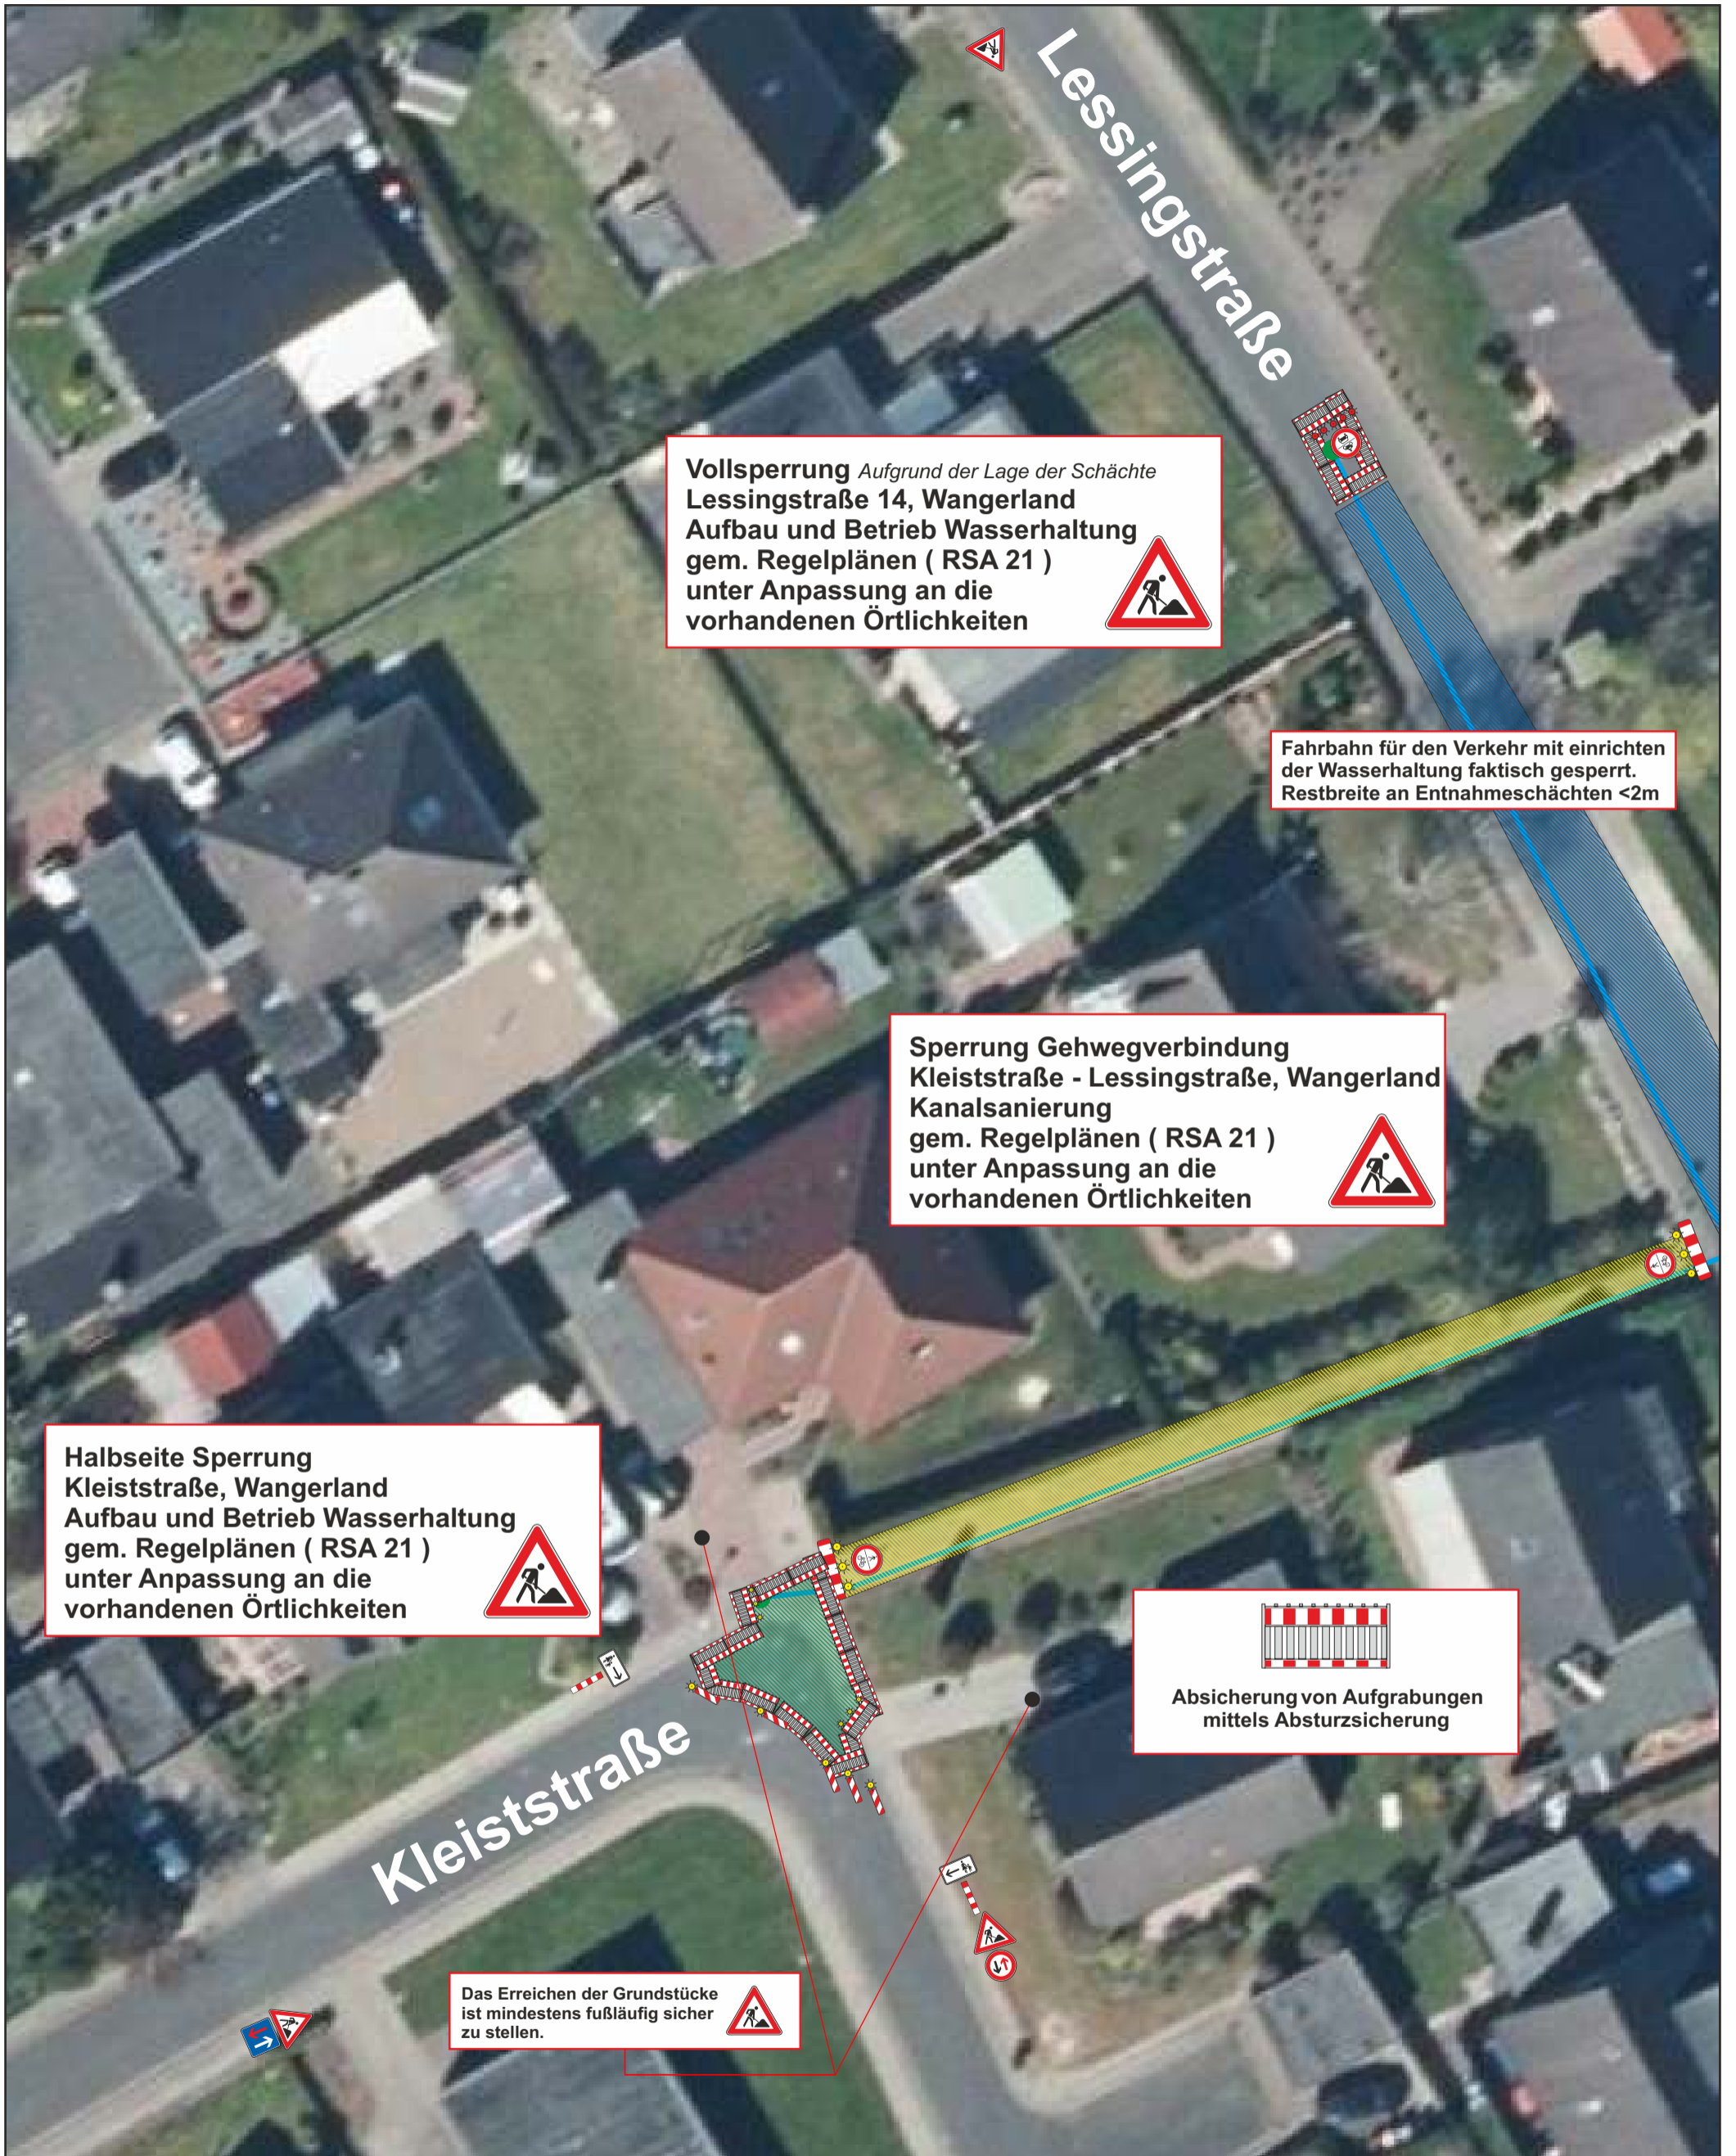 Lessingstraße
Vollsperrung Aufgrund der Lage der Schächte
Lessingstraße 14, Wangerland
Aufbau und Betrieb Wasserhaltung
gem. Regelplänen ( RSA 21 )
unter Anpassung an die
vorhandenen Örtlichkeiten
Fahrbahn für den Verkehr mit einrichten
der Wasserhaltung faktisch gesperrt.
Restbreite an Entnahmeschächten <2m
Sperrung Gehwegverbindung
Kleiststraße - Lessingstraße, Wangerland
Kanalsanierung
gem. Regelplänen ( RSA 21 )
unter Anpassung an die
vorhandenen Örtlichkeiten
Halbseite Sperrung
Kleiststraße, Wangerland
Aufbau und Betrieb Wasserhaltung
gem. Regelplänen ( RSA 21 )
unter Anpassung an die
vorhandenen Örtlichkeiten
Absicherung von Aufgrabungen
mittels Absturzsicherung
Kleiststraße
Das Erreichen der Grundstücke
ist mindestens fußläufig sicher
zu stellen.